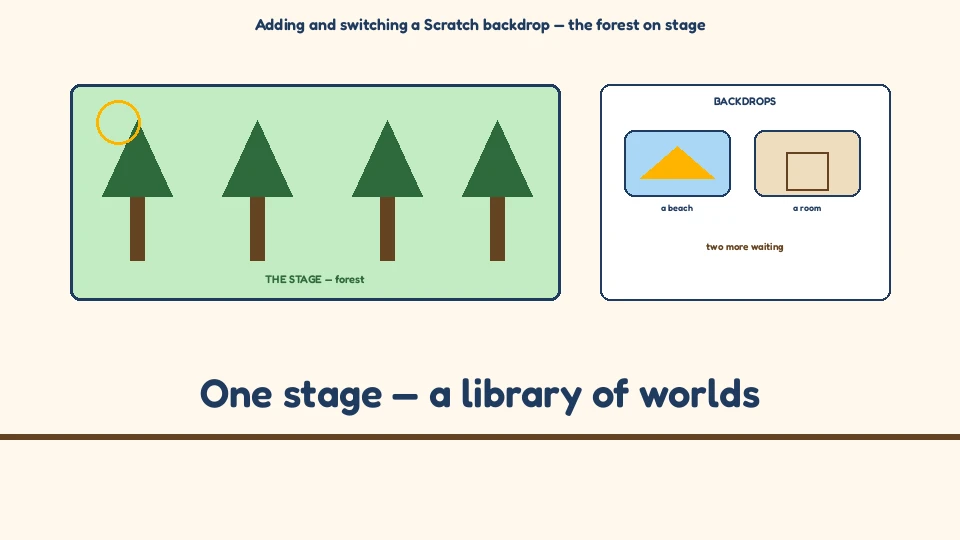 Adding and switching a Scratch backdrop — the forest on stage
BACKDROPS
a beach
a room
two more waiting
THE STAGE — forest
One stage — a library of worlds